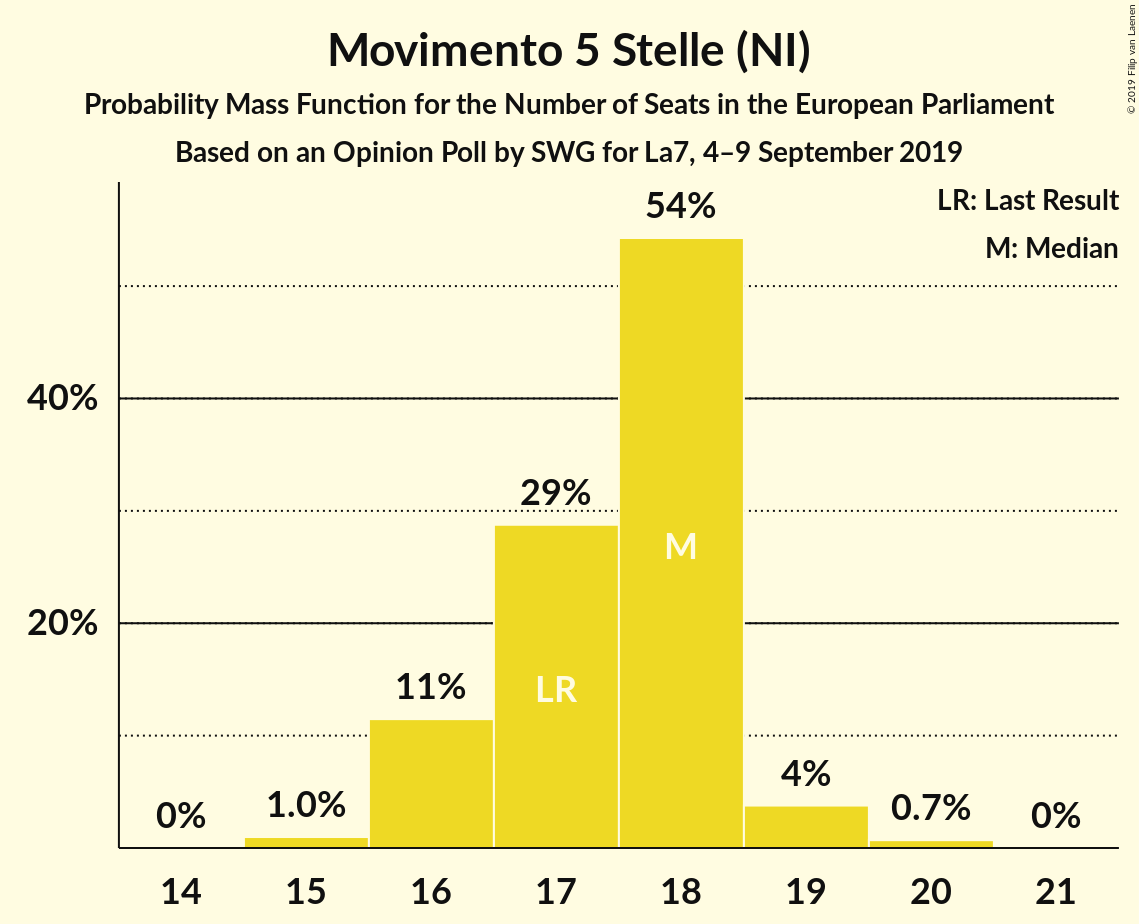 Movimento 5 Stelle (NI)
Probability Mass Function for the Number of Seats in the European Parliament
Based on an Opinion Poll by SWG for La7, 4–9 September 2019
© 2019 Filip van Laenen
LR: Last Result
M: Median
54%
40%
29%
M
20%
11%
LR
4%
1.0%
0.7%
0%
0%
14 15 16 17 18 19 20 21